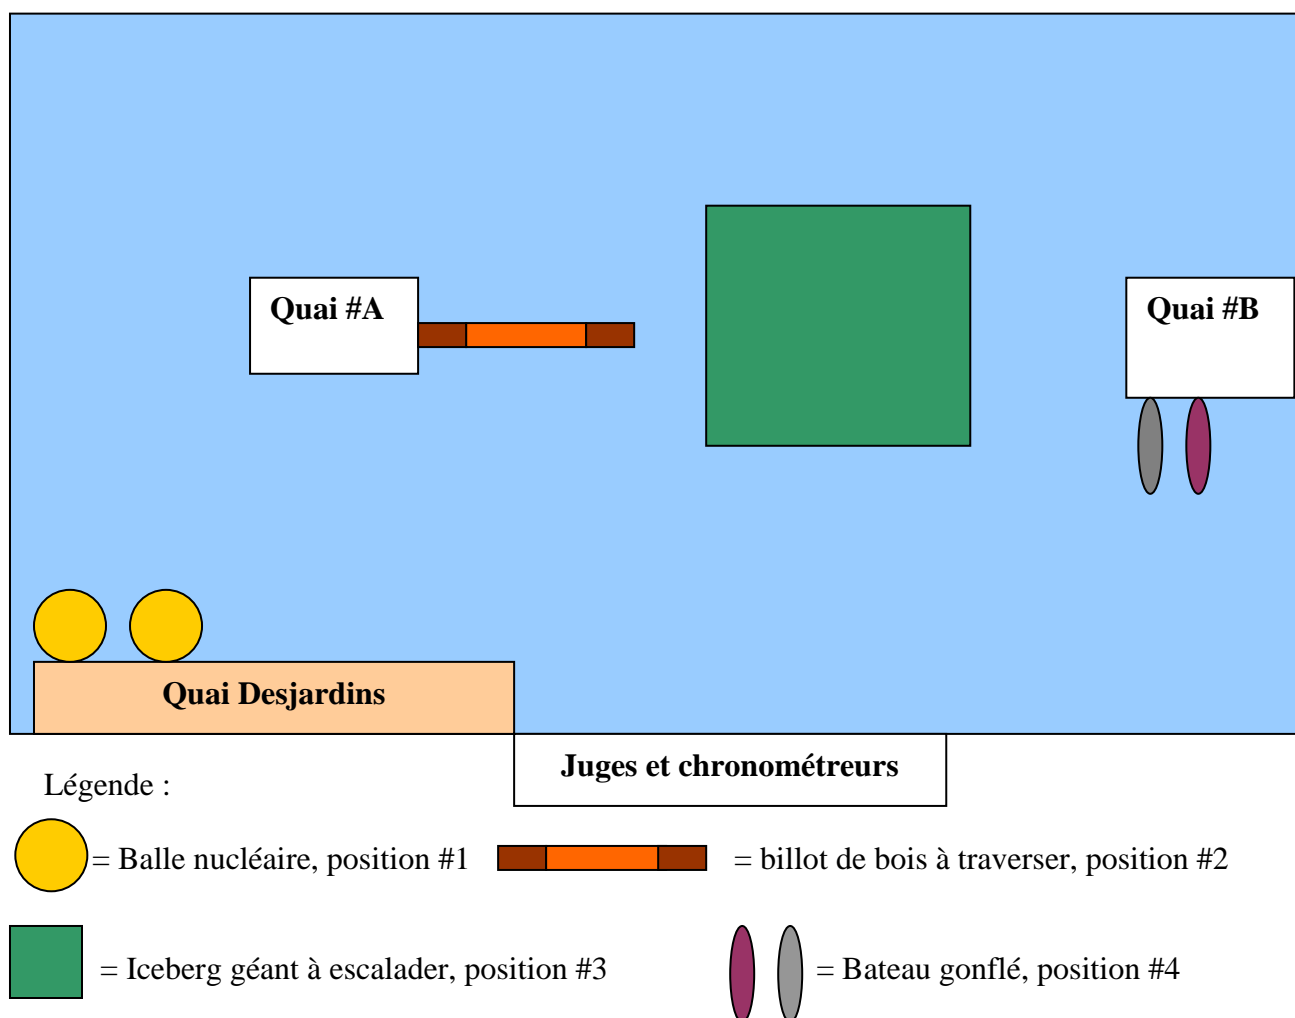 Quai #A
Quai #B
Quai Desjardins
Juges et chronométreurs
Légende :
= Balle nucléaire, position #1
= billot de bois à traverser, position #2
= Iceberg géant à escalader, position #3
= Bateau gonflé, position #4